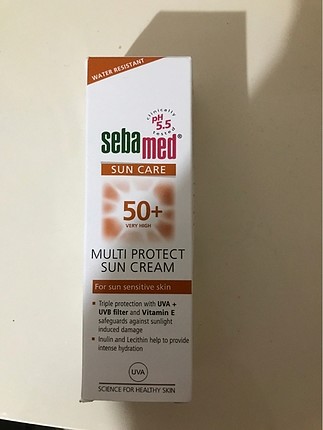 WATER RESISTANT
clinically
pH
5.5
tested
sebamed®
SUN CARE
50+
VERY HIGH
MULTI PROTECT
SUN CREAM
For sun sensitive skin
▪ Triple protection with UVA +
UVB filter and Vitamin E
safeguards against sunlight
induced damage
▪ Inulin and Lecithin help to provide
intense hydration
UVA
SCIENCE FOR HEALTHY SKIN